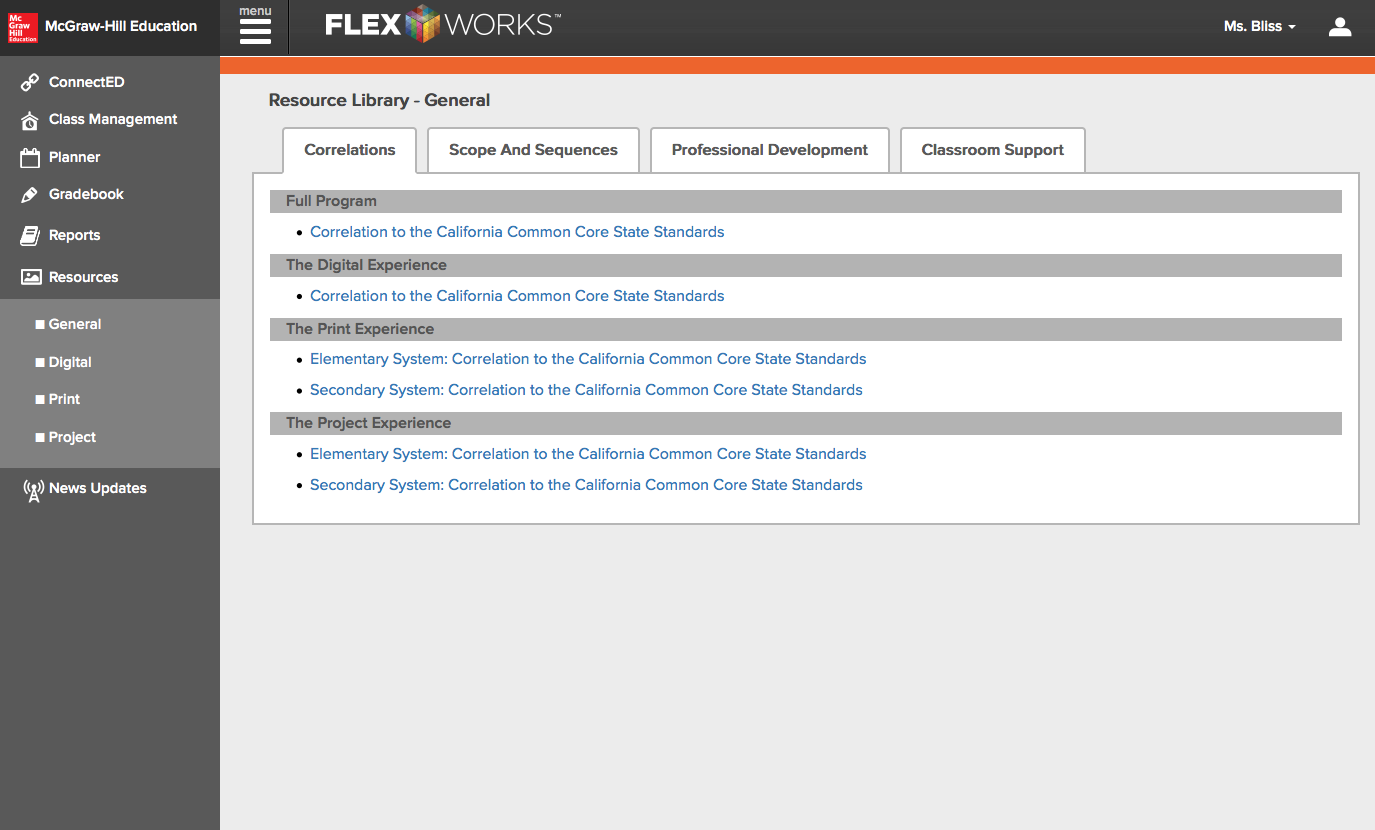 Mc
Graw
Hill
Education
McGraw-Hill Education
menu
FLEXWORKS™
Ms. Bliss
ConnectED
Class Management
Planner
Gradebook
Reports
Resources
General
Digital
Print
Project
News Updates
Resource Library - General
Correlations
Scope And Sequences
Professional Development
Classroom Support
Full Program
Correlation to the California Common Core State Standards
The Digital Experience
Correlation to the California Common Core State Standards
The Print Experience
Elementary System: Correlation to the California Common Core State Standards
Secondary System: Correlation to the California Common Core State Standards
The Project Experience
Elementary System: Correlation to the California Common Core State Standards
Secondary System: Correlation to the California Common Core State Standards